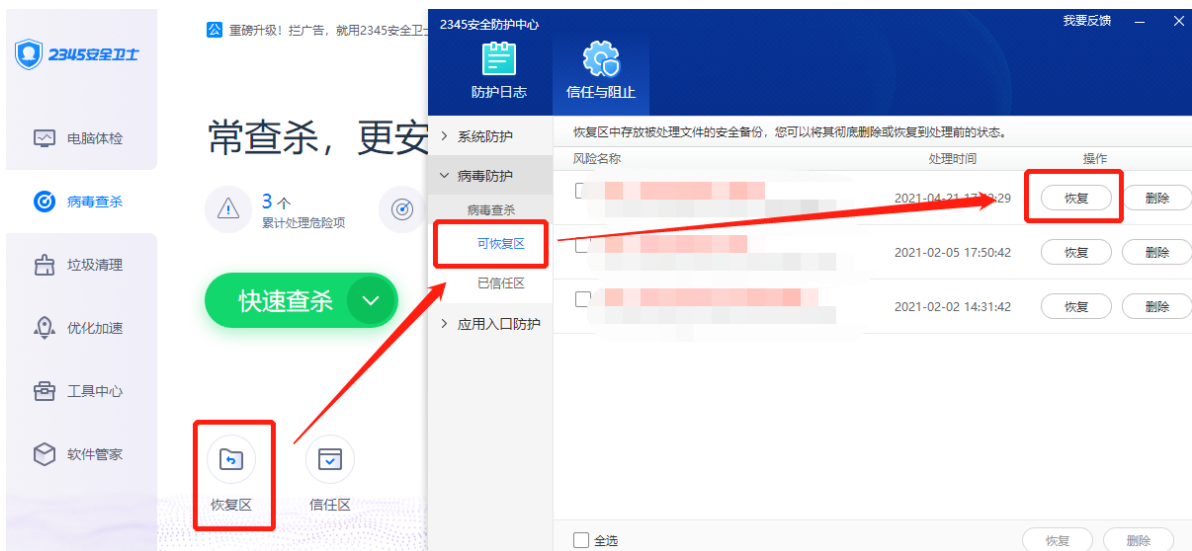 2345安全卫士
电脑体检
病毒查杀
垃圾清理
优化加速
工具中心
软件管家
公 重磅升级！拦广告，就用2345安全卫士
常查杀，更安
3 个
累计处理危险项
快速查杀
恢复区
信任区
2345安全防护中心
我要反馈
防护日志
信任与阻止
系统防护
病毒防护
病毒查杀
可恢复区
已信任区
应用入口防护
恢复区中存放被处理文件的安全备份，您可以将其彻底删除或恢复到处理前的状态。
风险名称 处理时间 操作
2021-04-21 恢复 删除
2021-02-05 17:50:42 恢复 删除
2021-02-02 14:31:42 恢复 删除
全选 恢复 删除